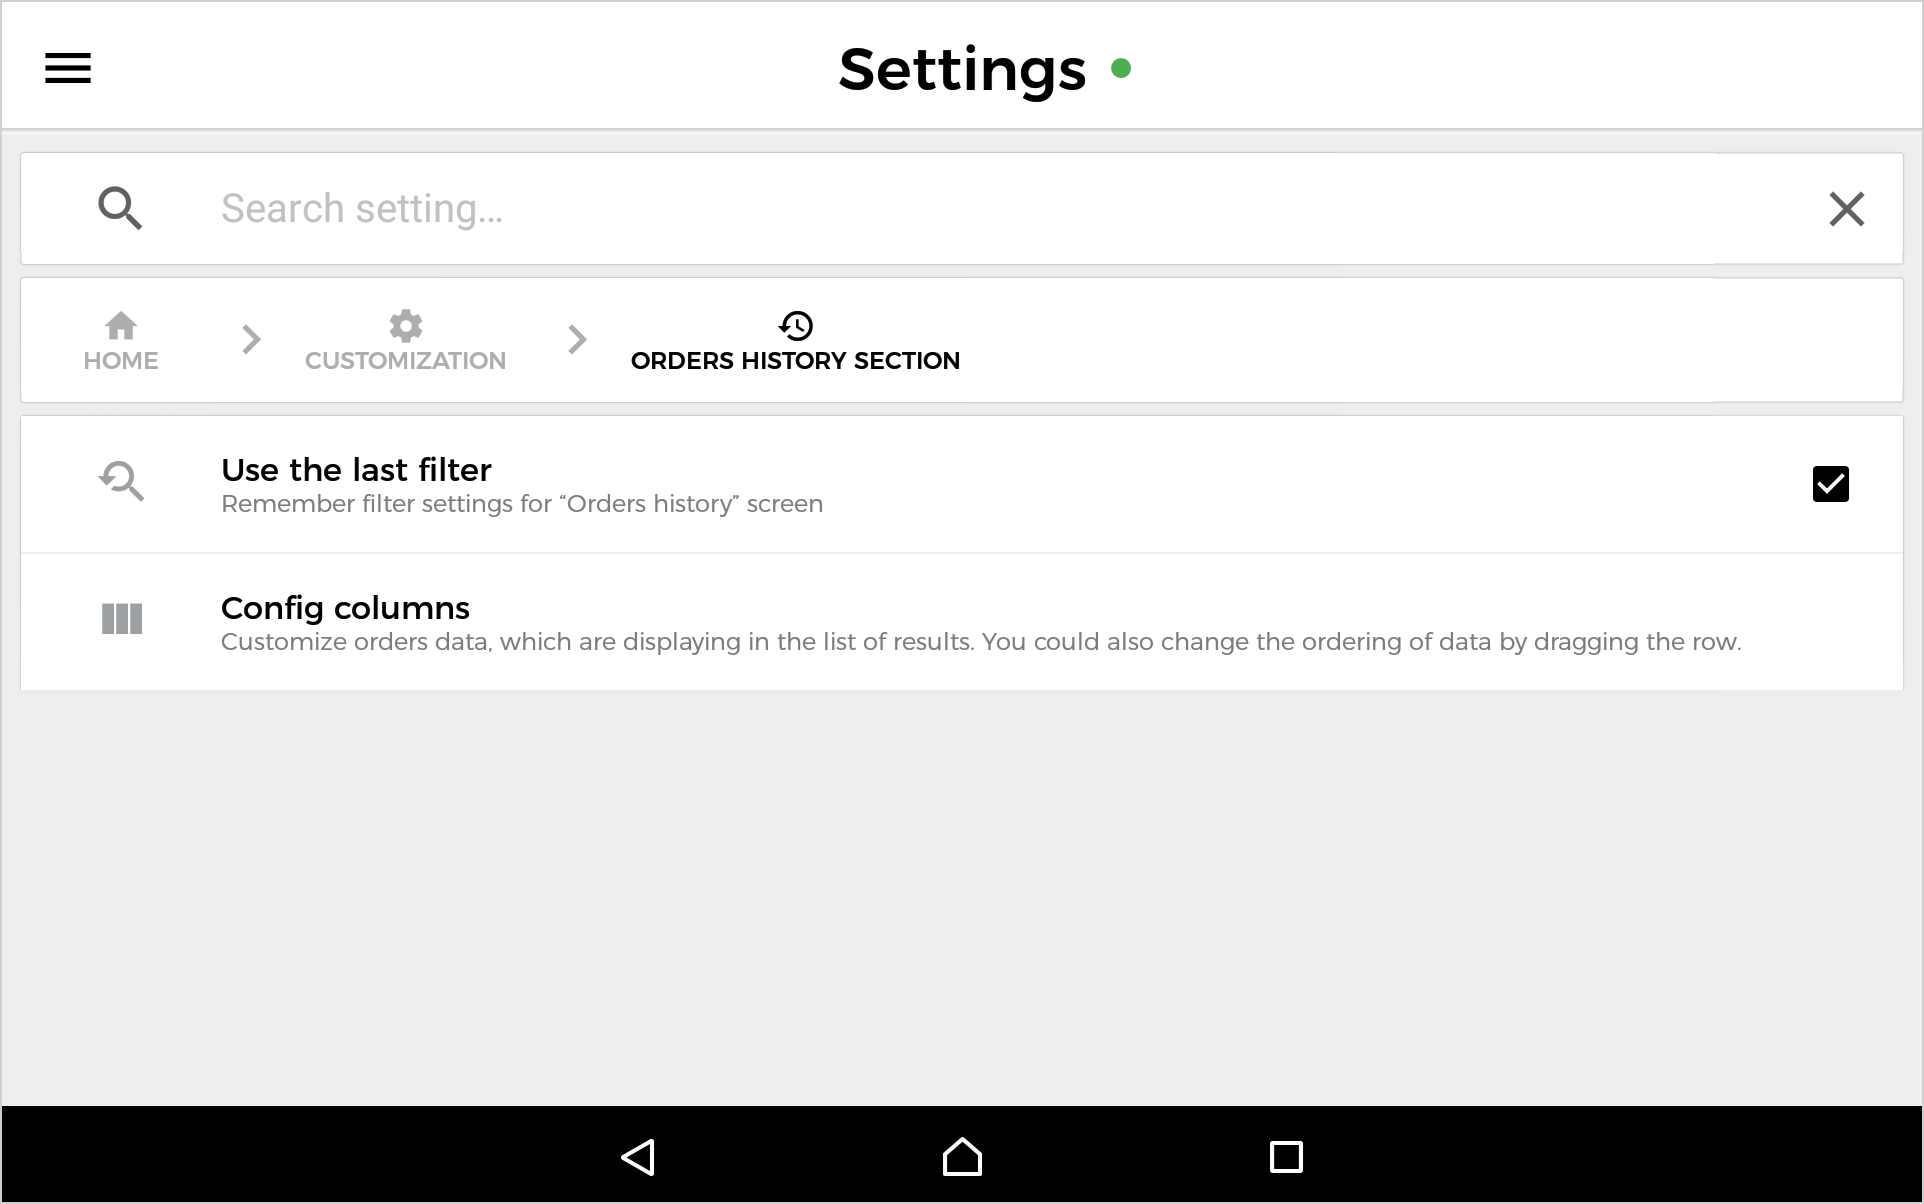 Settings
Search setting...
HOME
CUSTOMIZATION
ORDERS HISTORY SECTION
Use the last filter
Remember filter settings for “Orders history” screen
Config columns
Customize orders data, which are displaying in the list of results. You could also change the ordering of data by dragging the row.